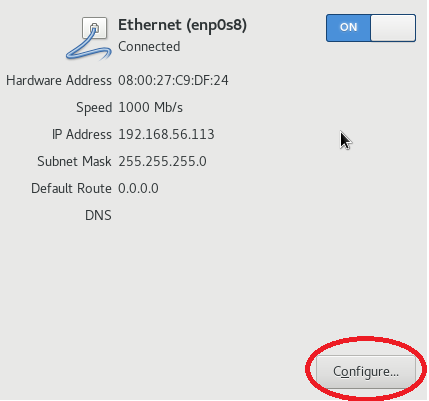 Ethernet (enp0s8)
ON
Connected
Hardware Address 08:00:27:C9:DF:24
Speed 1000 Mb/s
IP Address 192.168.56.113
Subnet Mask 255.255.255.0
Default Route 0.0.0.0
DNS
Configure...